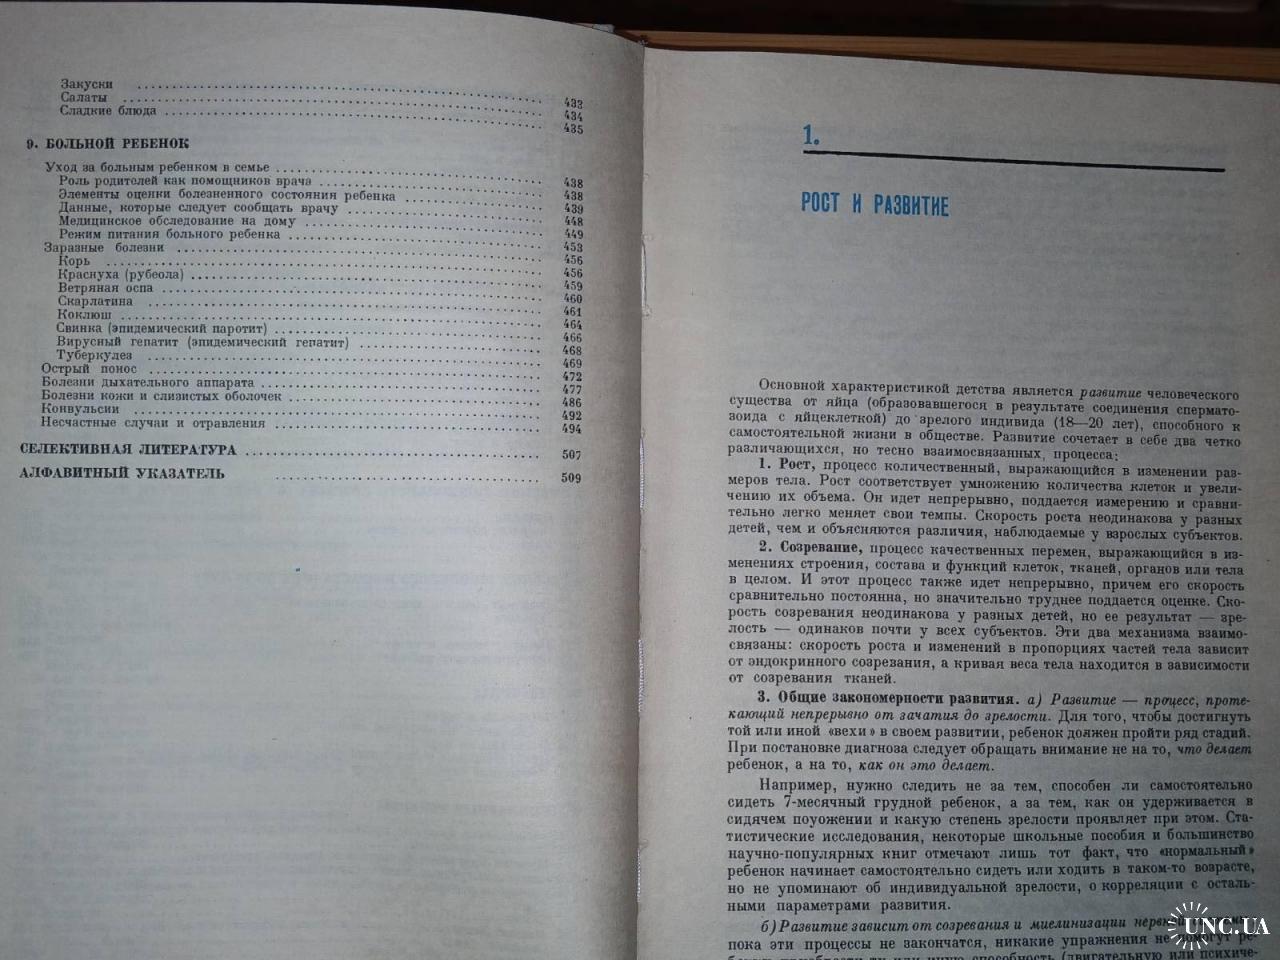 Закуски ........ 433
Салаты ........ 434
Сладкие блюда ........ 435
9. БОЛЬНОЙ РЕБЕНОК
Уход за больным ребенком в семье ........ 438
Роль родителей как помощников врача ........ 438
Элементы оценки болезненного состояния ребенка ........ 439
Данные, которые следует сообщать врачу ........ 448
Медицинское обследование на дому ........ 449
Режим питания больного ребенка ........ 453
Заразные болезни ........ 456
Корь ........ 456
Краснуха (рубеола) ........ 459
Ветряная оспа ........ 460
Скарлатина ........ 461
Коклюш ........ 464
Свинка (эпидемический паротит) ........ 466
Вирусный гепатит (эпидемический гепатит) ........ 468
Туберкулез ........ 469
Острый понос ........ 472
Болезни дыхательного аппарата ........ 477
Болезни кожи и слизистых оболочек ........ 486
Конвульсии ........ 492
Несчастные случаи и отравления ........ 494
СЕЛЕКТИВНАЯ ЛИТЕРАТУРА ........ 507
АЛФАВИТНЫЙ УКАЗАТЕЛЬ ........ 509
1.
РОСТ И РАЗВИТИЕ
Основной характеристикой детства является развитие человеческого
существа от яйца (образовавшегося в результате соединения спермато-
зоида с яйцеклеткой) до зрелого индивида (18—20 лет), способного к
самостоятельной жизни в обществе. Развитие сочетает в себе два четко
различающихся, но тесно взаимосвязанных, процесса:
1. Рост, процесс количественный, выражающийся в изменении раз-
меров тела. Рост соответствует умножению количества клеток и увели-
чению их объема. Он идет непрерывно, поддается измерению и сравни-
тельно легко меняет свои темпы. Скорость роста неодинакова у разных
детей, чем и объясняются различия, наблюдаемые у взрослых субъектов.
2. Созревание, процесс качественных перемен, выражающийся в из-
менениях строения, состава и функций клеток, тканей, органов или тела
в целом. И этот процесс также идет непрерывно, причем его скорость
сравнительно постоянна, но значительно труднее поддается оценке. Ско-
рость созревания неодинакова у разных детей, но ее результат — зре-
лость — одинаков почти у всех субъектов. Эти два механизма взаимо-
связаны: скорость роста и изменений в пропорциях частей тела зависит
от эндокринного созревания, а кривая веса тела находится в зависимости
от созревания тканей.
3. Общие закономерности развития. а) Развитие — процесс, проте-
кающий непрерывно от зачатия до зрелости. Для того, чтобы достигнуть
той или иной «вехи» в своем развитии, ребенок должен пройти ряд стадий.
При постановке диагноза следует обращать внимание не на то, что делает
ребенок, а на то, как он это делает.
Например, нужно следить не за тем, способен ли самостоятельно
сидеть 7-месячный грудной ребенок, а за тем, как он удерживается в
сидячем поуожении и какую степень зрелости проявляет при этом. Ста-
тистические исследования, некоторые школьные пособия и большинство
научно-популярных книг отмечают лишь тот факт, что «нормальный»
ребенок начинает самостоятельно сидеть или ходить в таком-то возрасте,
но не упоминают об индивидуальной зрелости, о корреляции с осталь-
ными параметрами развития.
б) Развитие зависит от созревания и миелинизации
пока эти процессы не закончатся, никакие упражнения не
способность (двигательную или психиче-
UNC.UA